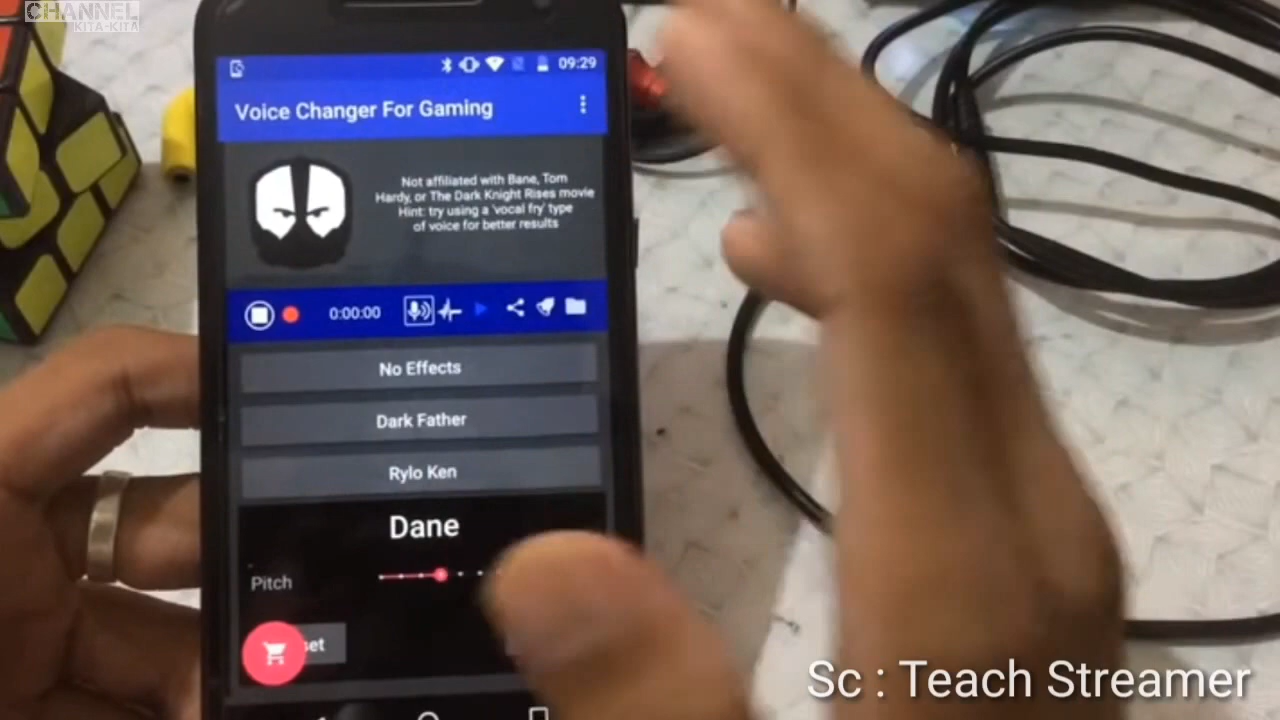 CHANNEL
KITA-KITA
09:29
Voice Changer For Gaming
Not affiliated with Bane, Tom
Hardy, or The Dark Knight Rises movie
Hint: try using a 'vocal fry' type
of voice for better results
0:00:00
No Effects
Dark Father
Rylo Ken
Dane
Pitch
Sc : Teach Streamer